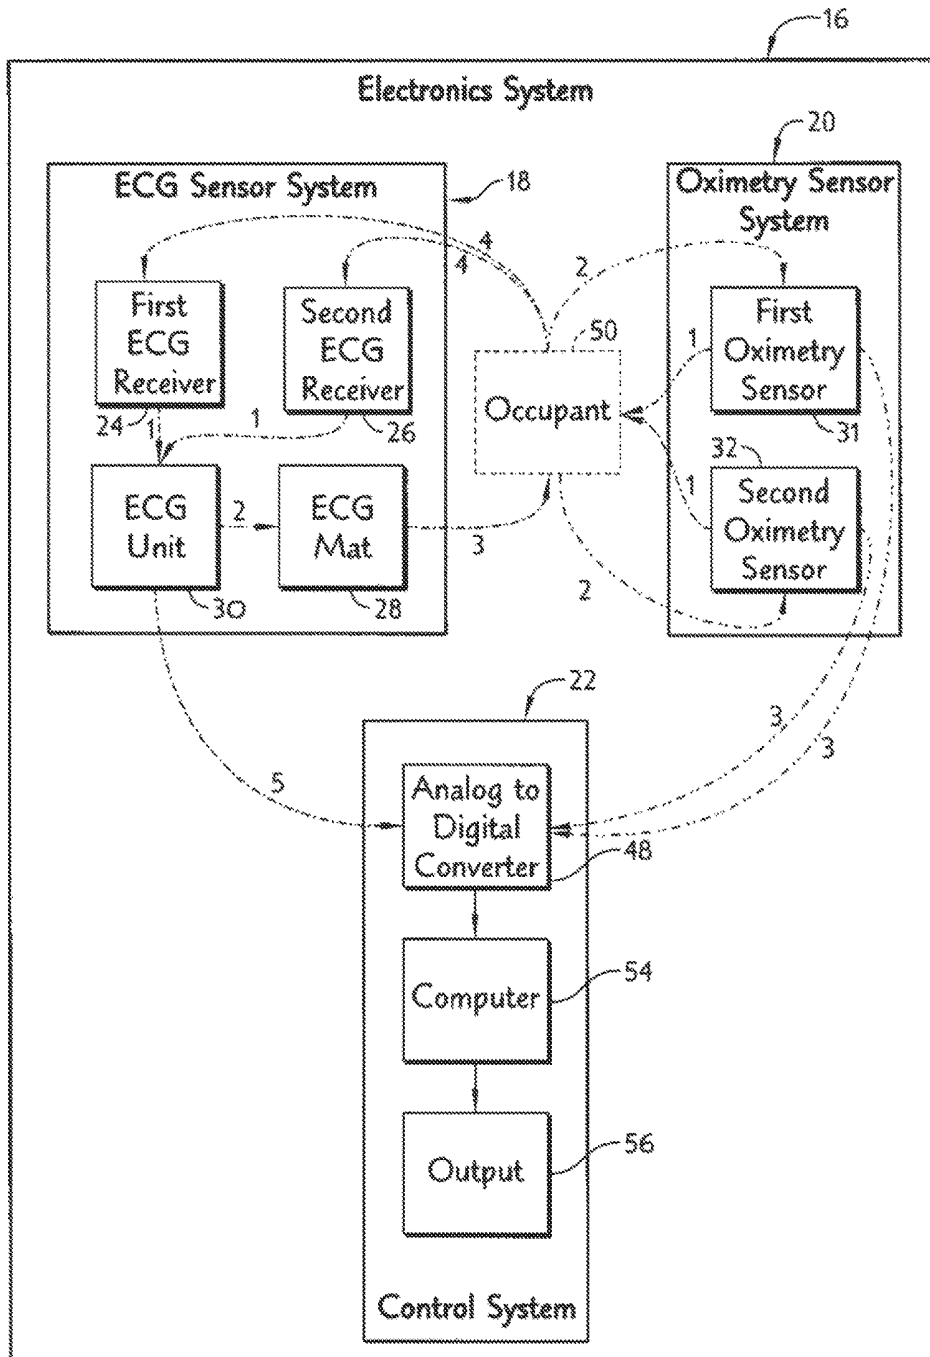 16
Electronics System
20
ECG Sensor System
18
Oximetry Sensor
System
4
4
2
First
ECG
Receiver
Second
ECG
Receiver
50
Occupant
1
First
Oximetry
Sensor
24
1
1
26
31
32
ECG
Unit
2
ECG
Mat
3
1
Second
Oximetry
Sensor
30
28
2
22
3
3
5
Analog to
Digital
Converter
48
Computer
54
Output
56
Control System